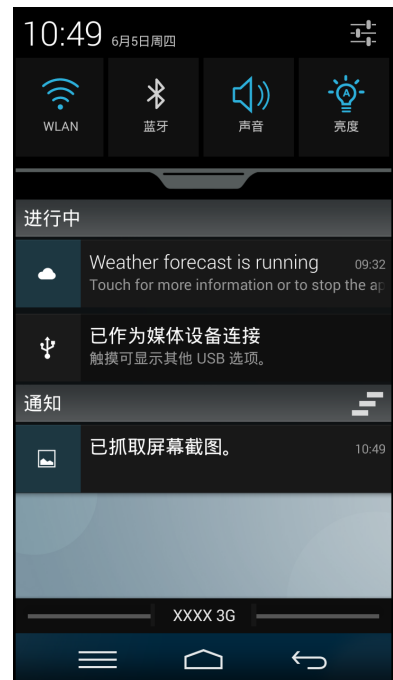 10:49 6月5日周四
WLAN 蓝牙 声音 亮度
进行中
Weather forecast is running 09:32
Touch for more information or to stop the ap
已作为媒体设备连接
触摸可显示其他 USB 选项。
通知
已抓取屏幕截图。 10:49
XXXX 3G